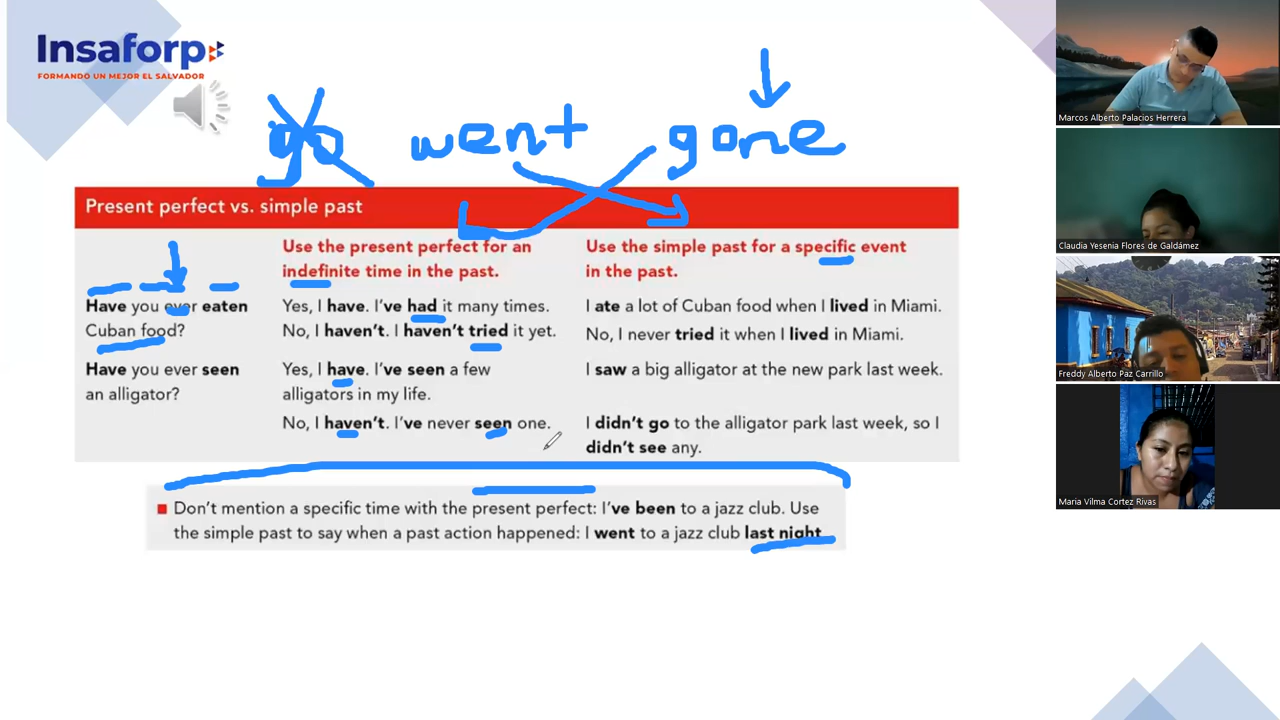 Insaforp
FORMANDO UN MEJOR EL SALVADOR
go went gone
Present perfect vs. simple past
Use the present perfect for an
indefinite time in the past.
Use the simple past for a specific event
in the past.
Have you ever eaten
Cuban food?
Yes, I have. I've had it many times.
No, I haven't. I haven't tried it yet.
I ate a lot of Cuban food when I lived in Miami.
No, I never tried it when I lived in Miami.
Have you ever seen
an alligator?
Yes, I have. I've seen a few
alligators in my life.
I saw a big alligator at the new park last week.
No, I haven't. I've never seen one.
I didn't go to the alligator park last week, so I
didn't see any.
Don't mention a specific time with the present perfect: I've been to a jazz club. Use
the simple past to say when a past action happened: I went to a jazz club last night
Marcos Alberto Palacios Herrera
Claudia Yesenia Flores de Galdámez
Freddy Alberto Paz Carrillo
Maria Vilma Cortez Rivas